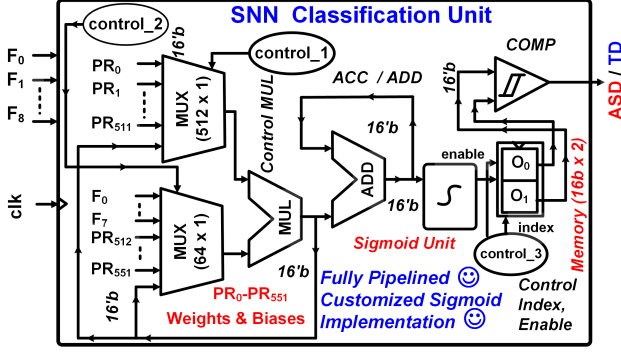 SNN Classification Unit
control_2
16'b
control_1
COMP
F0
F1
F8
clk
PR0
PR1
PR511
MUX
(512 x 1)
Control MUL
ACC / ADD
16'b
16'b
ASD / TD
F0
F7
PR512
PR551
MUX
(64 x 1)
MUL
ADD
16'b
enable
O0
O1
index
Memory (16b x 2)
Sigmoid Unit
control_3
16'b
16'b
PR0-PR551
Weights & Biases
Fully Pipelined
Customized Sigmoid
Implementation
Control
Index,
Enable